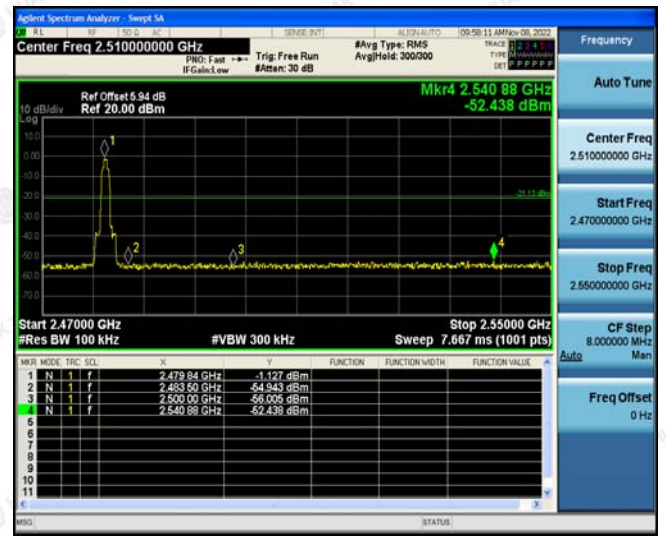 Agilent Spectrum Analyzer - Swept SA
RL RF 50 Ω AC SENSE:INT ALIGN AUTO 09:58:11 AM Nov 08, 2022
Center Freq 2.510000000 GHz
#Avg Type: RMS
TRACE 1 2 3 4 5 6
PNO: Fast
Trig: Free Run
Avg|Hold: 300/300
TYPE
IFGain:Low
#Atten: 30 dB
DET P P P P P P
Mkr4 2.540 88 GHz
-52.438 dBm
Ref Offset 5.94 dB
10 dB/div Ref 20.00 dBm
Log
10.0
0.00
-10.0
-20.0
-30.0
-40.0
-50.0
-60.0
-70.0
1
2
3
4
-21.13 dBm
Start 2.47000 GHz Stop 2.55000 GHz
#Res BW 100 kHz #VBW 300 kHz Sweep 7.667 ms (1001 pts)
MKR MODE TRC SCL X Y FUNCTION FUNCTION WIDTH FUNCTION VALUE
1 N 1 f 2.479 84 GHz -1.127 dBm
2 N 1 f 2.483 50 GHz -54.943 dBm
3 N 1 f 2.500 00 GHz -56.005 dBm
4 N 1 f 2.540 88 GHz -52.438 dBm
5
6
7
8
9
10
11
MSG STATUS
Frequency
Auto Tune
Center Freq
2.510000000 GHz
Start Freq
2.470000000 GHz
Stop Freq
2.550000000 GHz
CF Step
8.000000 MHz
Auto Man
Freq Offset
0 Hz